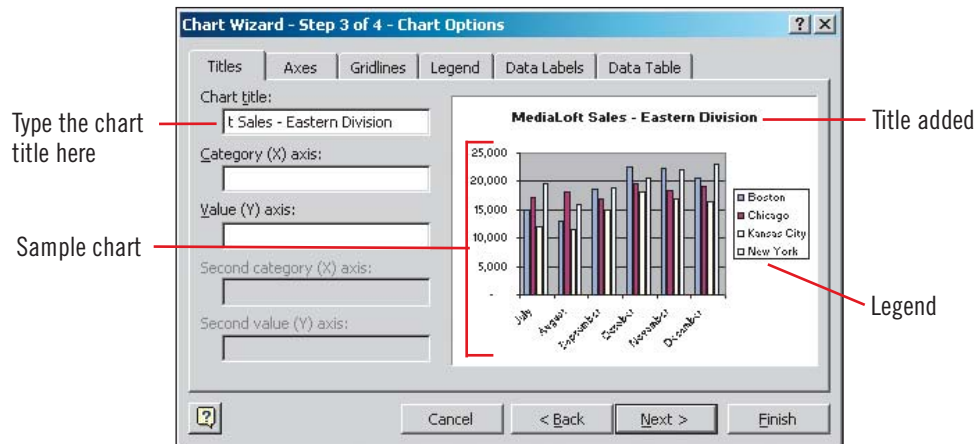 Chart Wizard - Step 3 of 4 - Chart Options
?
Titles
Axes
Gridlines
Legend
Data Labels
Data Table
Chart title:
t Sales - Eastern Division
Category (X) axis:
Value (Y) axis:
Second category (X) axis:
Second value (Y) axis:
MediaLoft Sales - Eastern Division
25,000
20,000
15,000
10,000
5,000
-
July
August
September
October
November
December
Boston
Chicago
Kansas City
New York
?
Cancel
< Back
Next >
Finish
Type the chart
title here
Sample chart
Title added
Legend